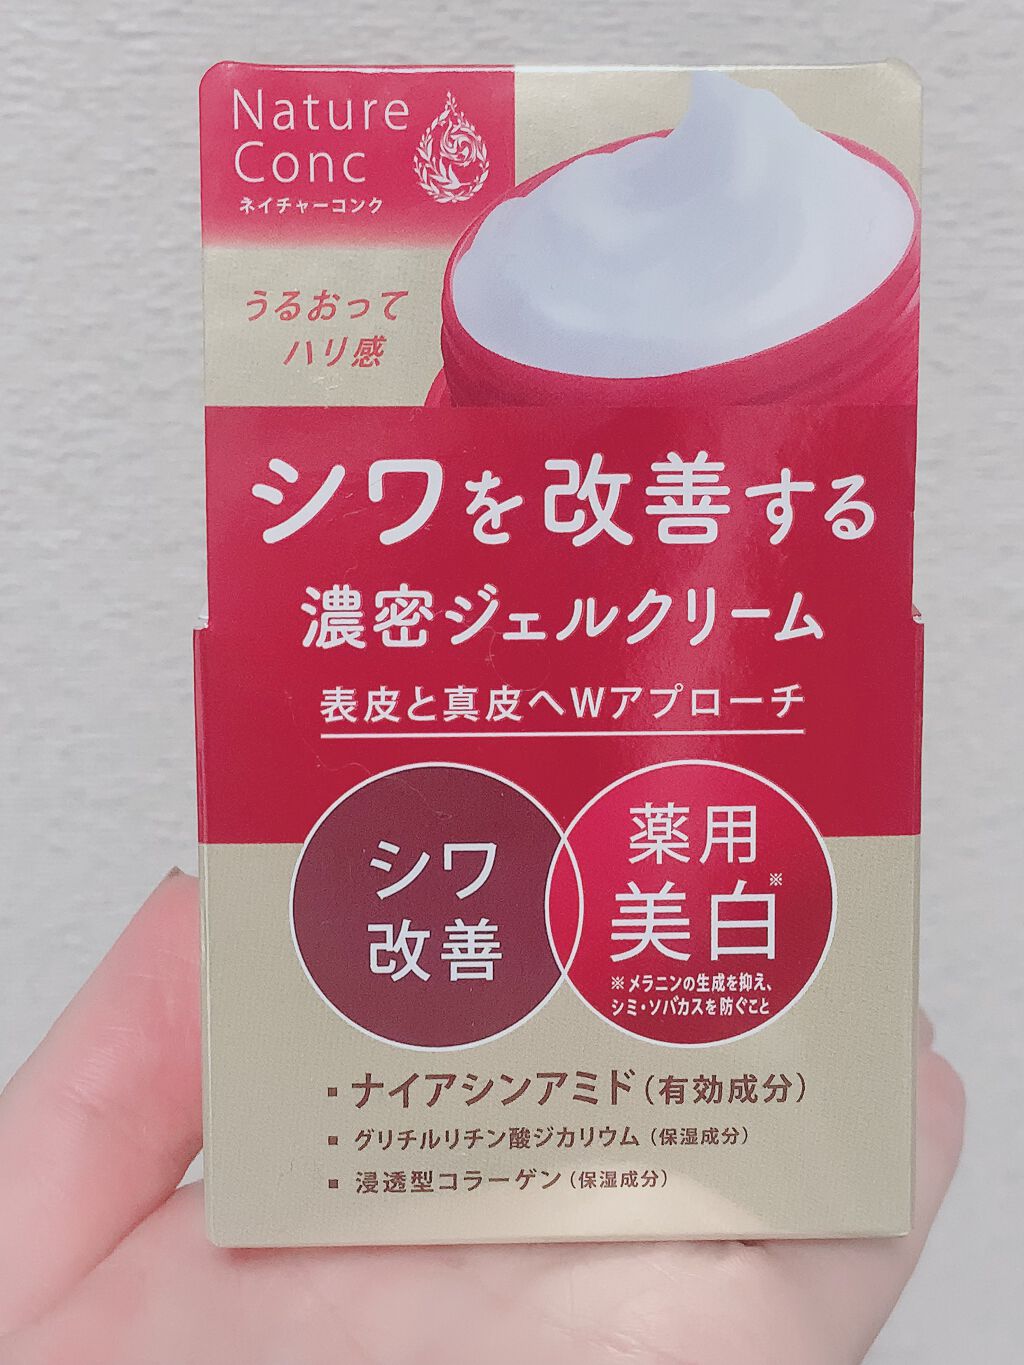 Nature
Conc
ネイチャーコンク
うるおって
ハリ感
シワを改善する
濃密ジェルクリーム
表皮と真皮へWアプローチ
シワ
改善
薬用
美白※
※メラニンの生成を抑え、
シミ・ソバカスを防ぐこと
▪ナイアシンアミド（有効成分）
▪グリチルリチン酸ジカリウム（保湿成分）
▪浸透型コラーゲン（保湿成分）